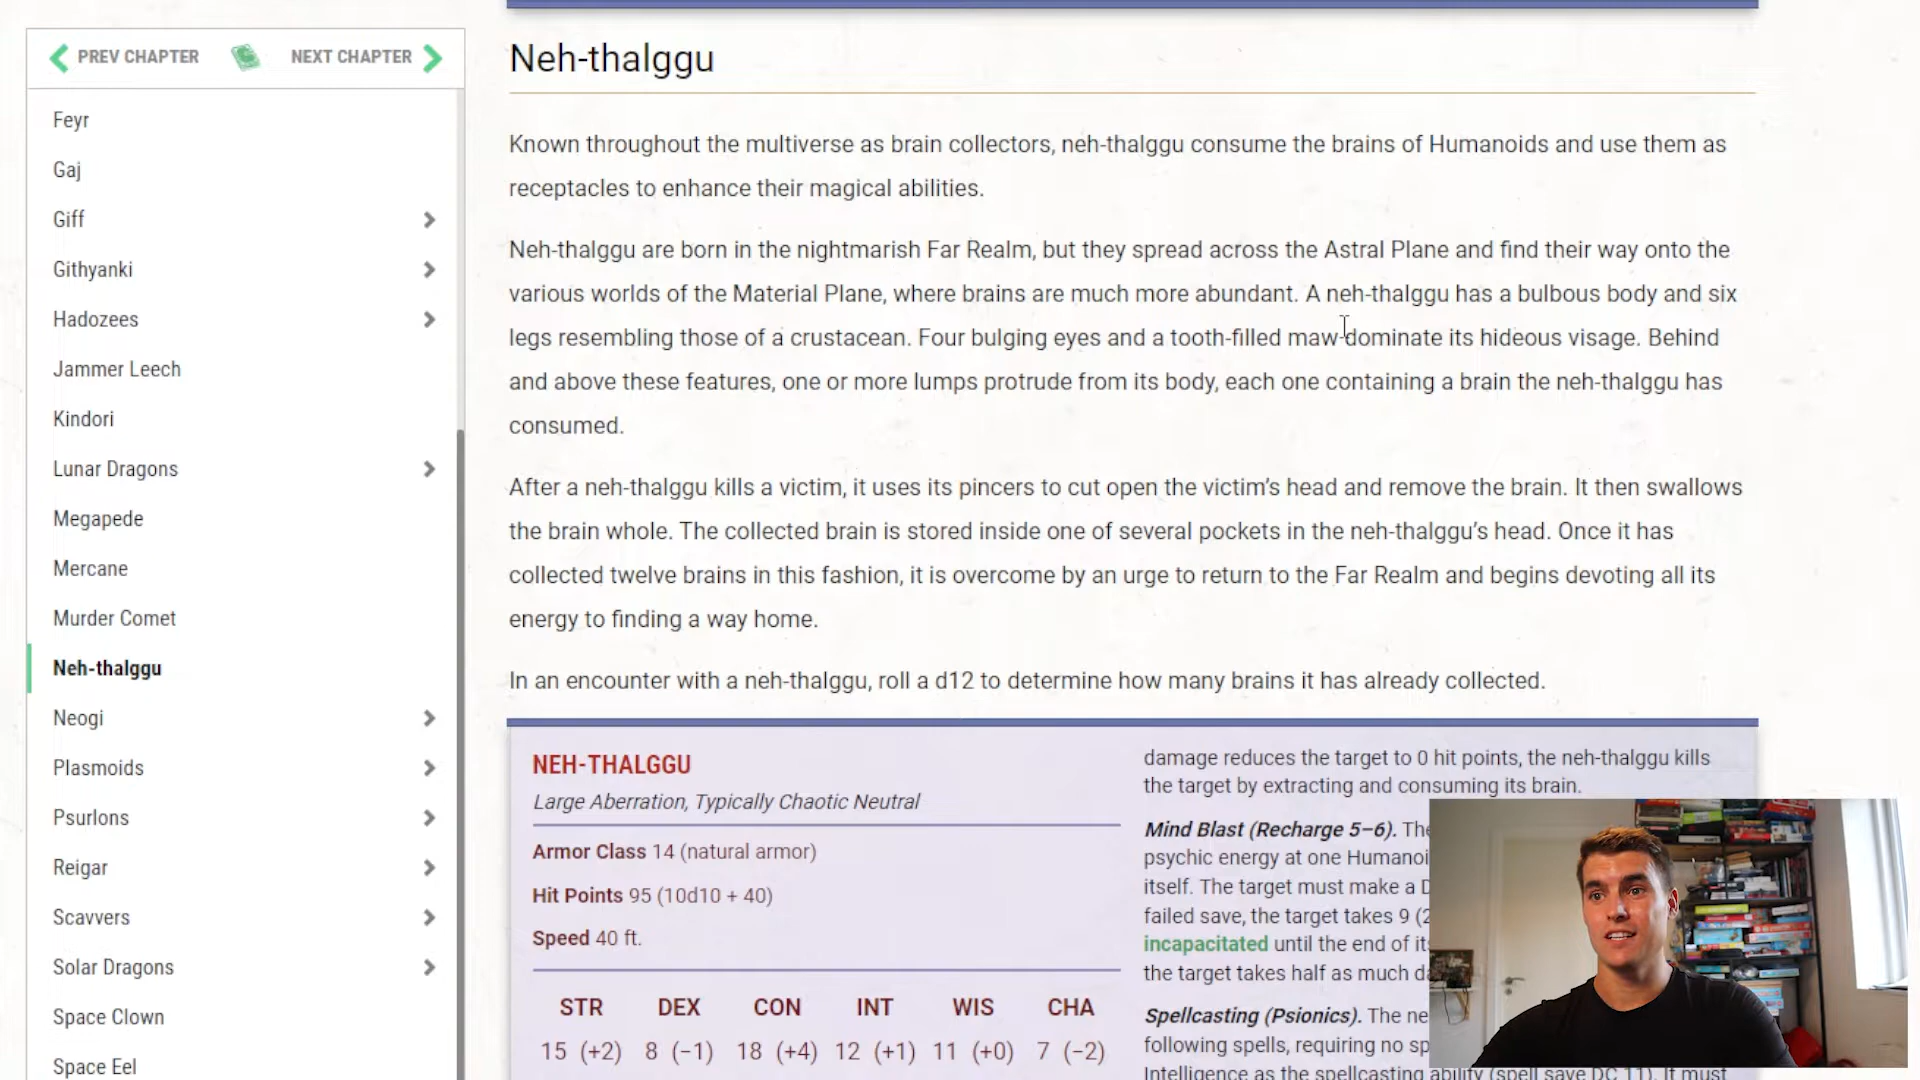 PREV CHAPTER
NEXT CHAPTER
Feyr
Gaj
Giff
Githyanki
Hadozees
Jammer Leech
Kindori
Lunar Dragons
Megapede
Mercane
Murder Comet
Neh-thalggu
Neogi
Plasmoids
Psurlons
Reigar
Scavvers
Solar Dragons
Space Clown
Space Eel
Neh-thalggu
Known throughout the multiverse as brain collectors, neh-thalggu consume the brains of Humanoids and use them as
receptacles to enhance their magical abilities.
Neh-thalggu are born in the nightmarish Far Realm, but they spread across the Astral Plane and find their way onto the
various worlds of the Material Plane, where brains are much more abundant. A neh-thalggu has a bulbous body and six
legs resembling those of a crustacean. Four bulging eyes and a tooth-filled maw dominate its hideous visage. Behind
and above these features, one or more lumps protrude from its body, each one containing a brain the neh-thalggu has
consumed.
After a neh-thalggu kills a victim, it uses its pincers to cut open the victim's head and remove the brain. It then swallows
the brain whole. The collected brain is stored inside one of several pockets in the neh-thalggu's head. Once it has
collected twelve brains in this fashion, it is overcome by an urge to return to the Far Realm and begins devoting all its
energy to finding a way home.
In an encounter with a neh-thalggu, roll a d12 to determine how many brains it has already collected.
NEH-THALGGU
Large Aberration, Typically Chaotic Neutral
Armor Class 14 (natural armor)
Hit Points 95 (10d10 + 40)
Speed 40 ft.
STR DEX CON INT WIS CHA
15 (+2) 8 (−1) 18 (+4) 12 (+1) 11 (+0) 7 (−2)
damage reduces the target to 0 hit points, the neh-thalggu kills
the target by extracting and consuming its brain.
Mind Blast (Recharge 5–6). The
psychic energy at one Humanoi
itself. The target must make a D
failed save, the target takes 9 (2
incapacitated until the end of its
the target takes half as much da
Spellcasting (Psionics). The ne
following spells, requiring no sp
Intelligence as the spellcasting ability (spell save DC 11). It must